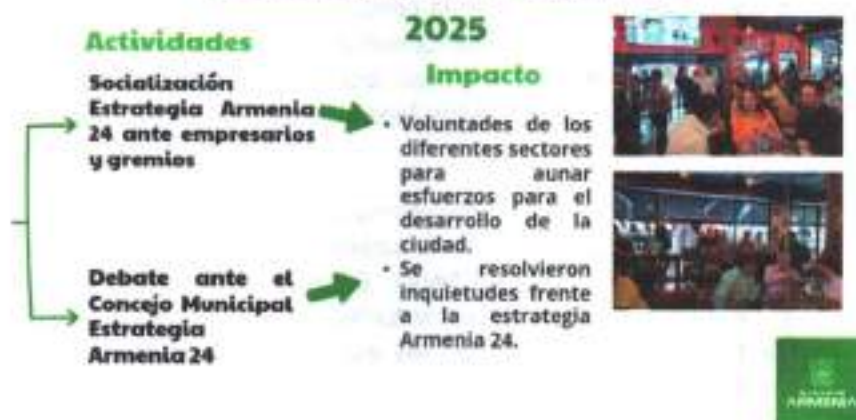 2025
Actividades
Impacto
Socialización
Estrategia Armenia
24 ante empresarios
y gremios
• Voluntades de los
diferentes sectores
para aunar
esfuerzos para el
desarrollo de la
ciudad.
Debate ante el
Concejo Municipal
Estrategia
Armenia 24
• Se resolvieron
inquietudes frente
a la estrategia
Armenia 24.
ARMENIA